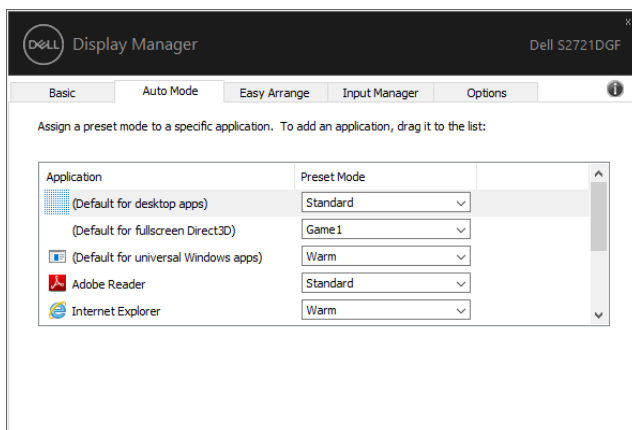 DELL Display Manager Dell S2721DGF
x
Basic Auto Mode Easy Arrange Input Manager Options i
Assign a preset mode to a specific application. To add an application, drag it to the list:
Application Preset Mode
(Default for desktop apps) Standard
(Default for fullscreen Direct3D) Game1
(Default for universal Windows apps) Warm
Adobe Reader Standard
Internet Explorer Warm